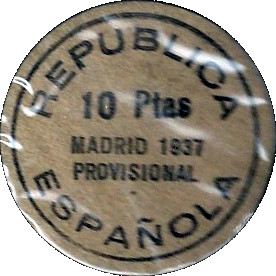 REPUBLICA
10 Ptas
MADRID 1937
PROVISIONAL
ESPAÑOLA